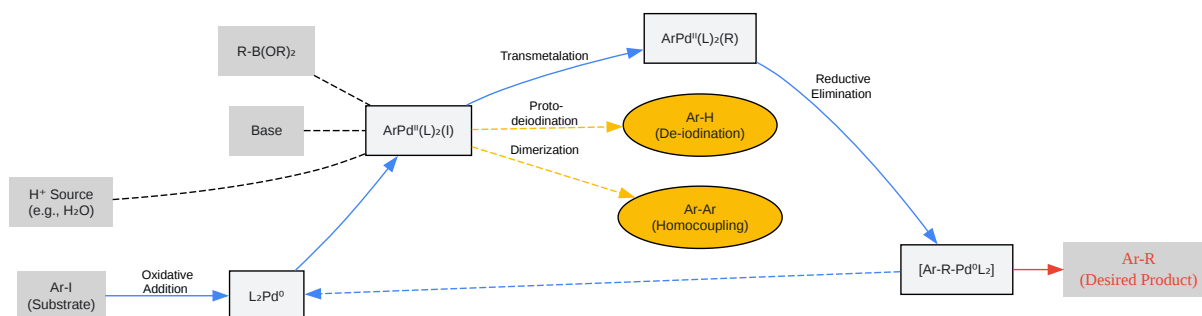 R-B(OR)₂
Base
H⁺ Source
(e.g., H₂O)
Ar-I
(Substrate)
Oxidative
Addition
L₂Pd⁰
ArPdᴵᴵ(L)₂(I)
Transmetalation
ArPdᴵᴵ(L)₂(R)
Proto-
deiodination
Ar-H
(De-iodination)
Dimerization
Ar-Ar
(Homocoupling)
Reductive
Elimination
[Ar-R-Pd⁰L₂]
Ar-R
(Desired Product)